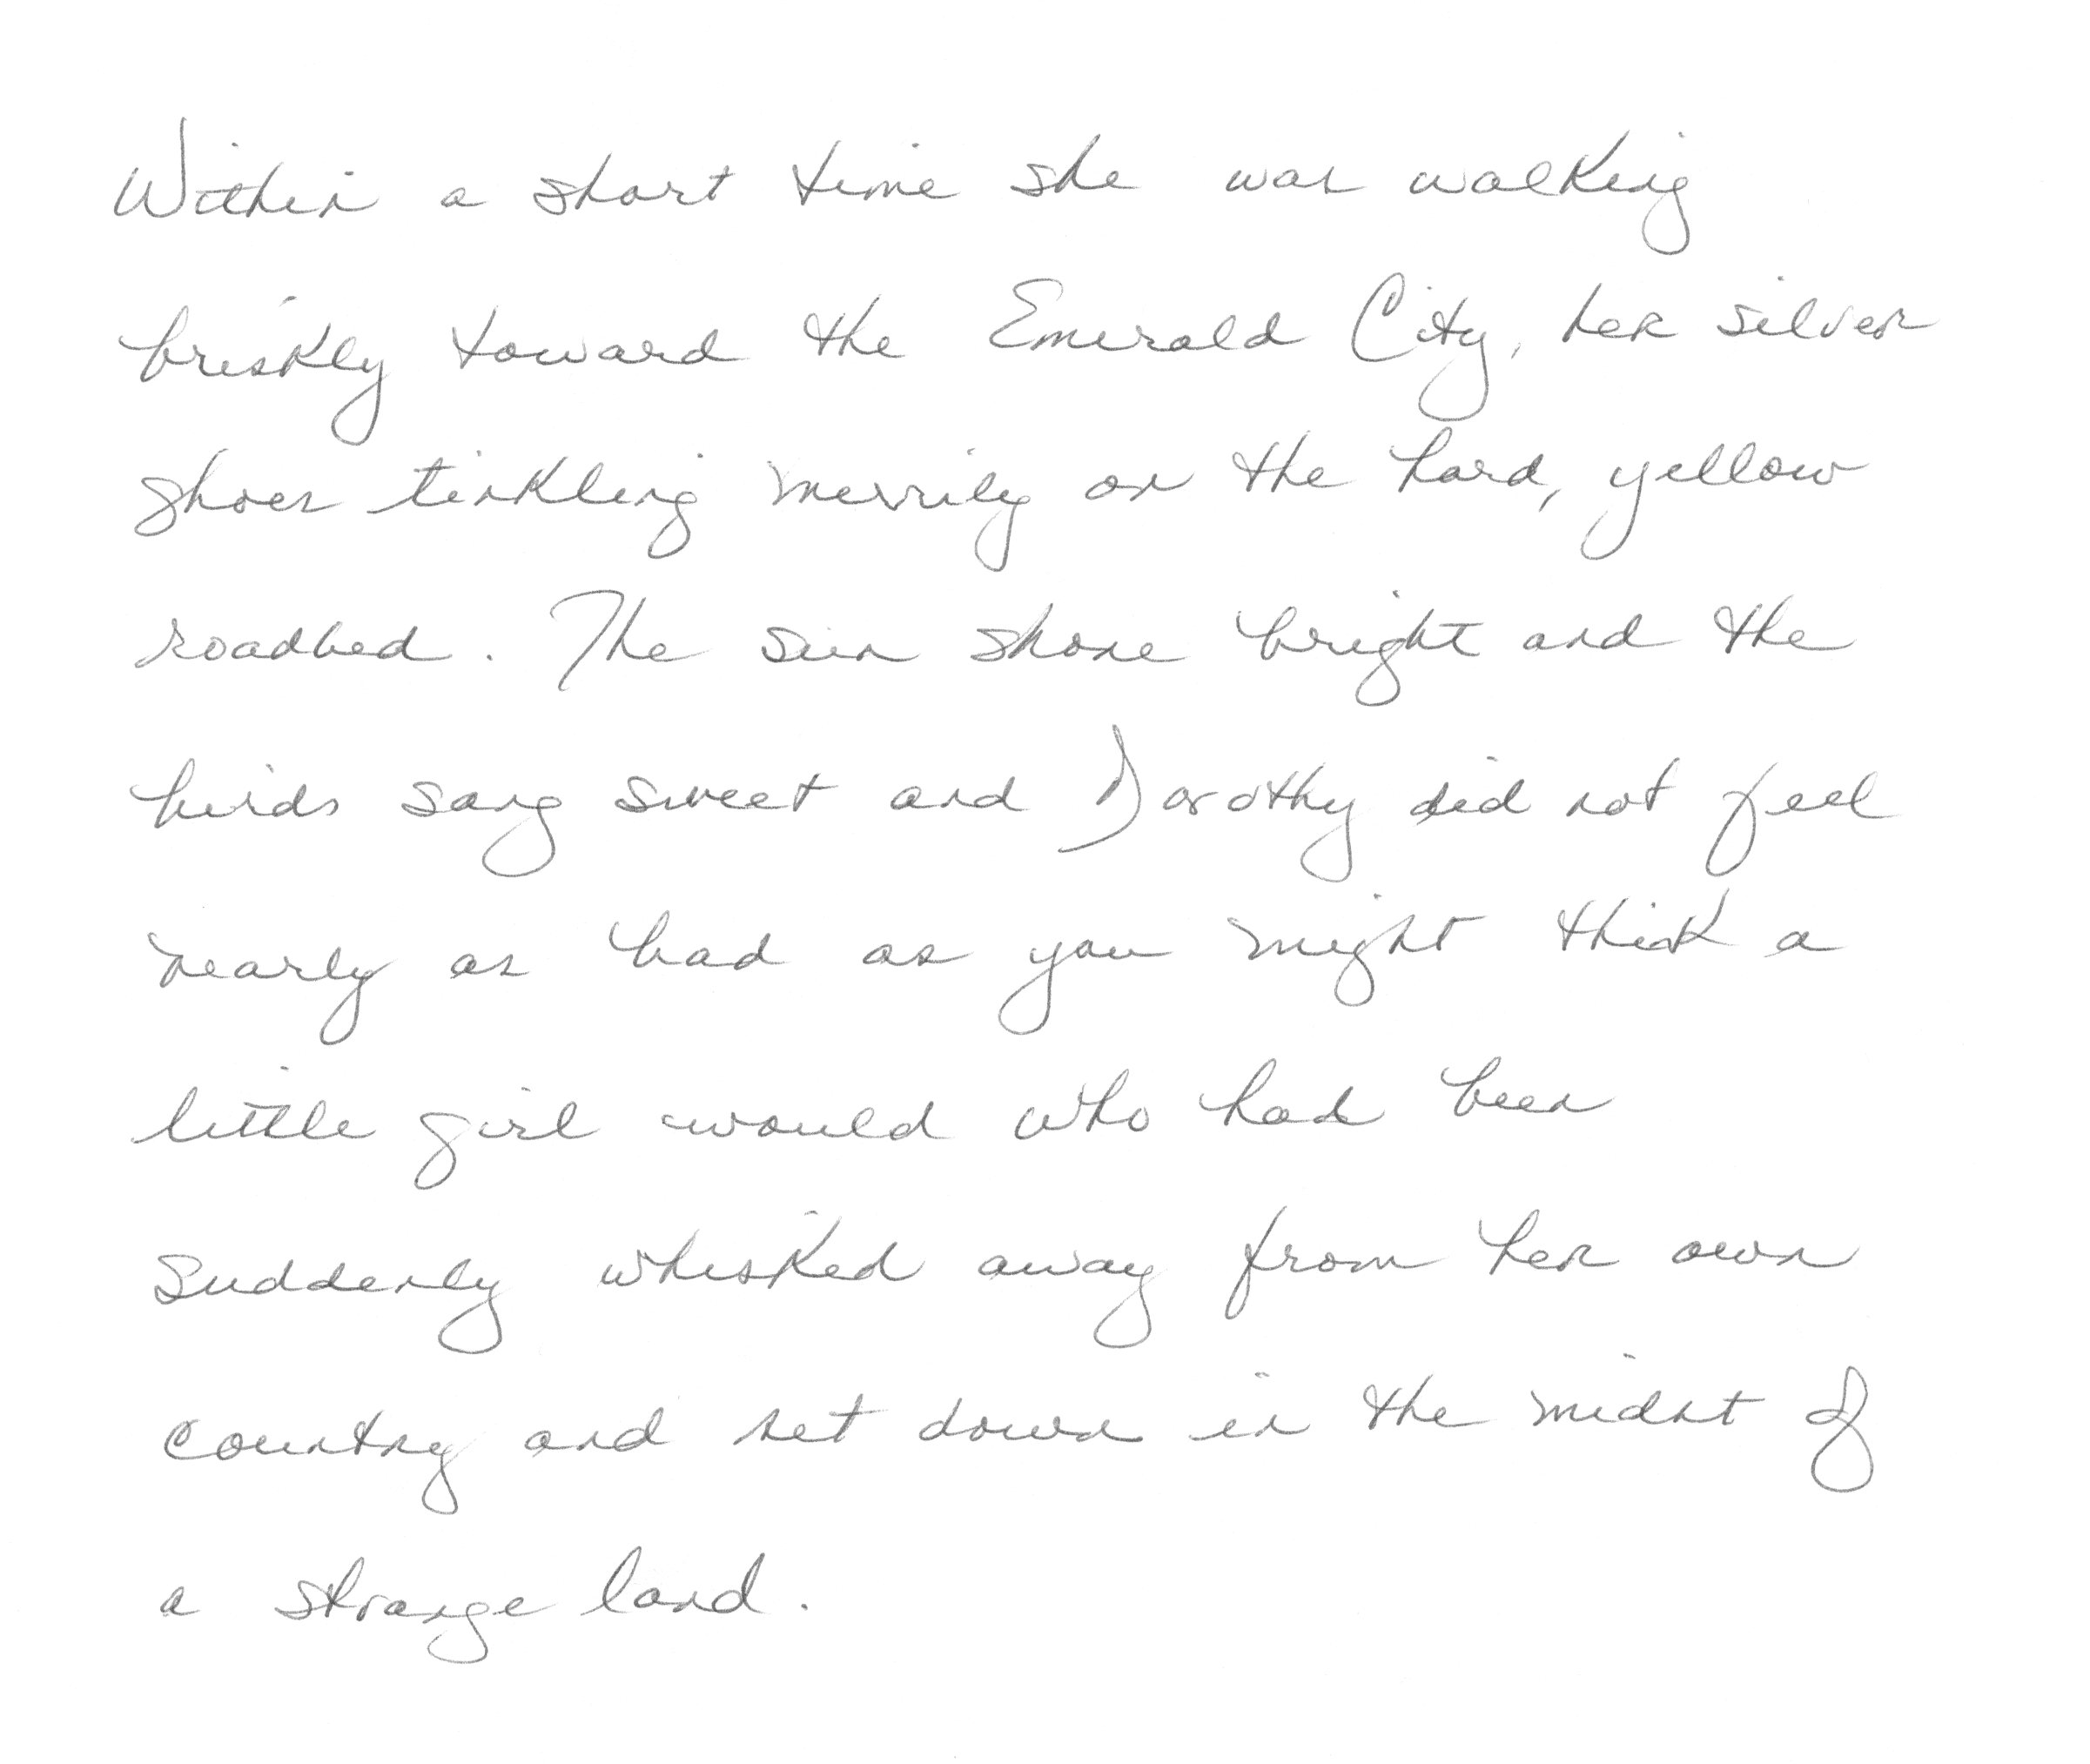 Within a short time she was walking
briskly toward the Emerald City, her silver
shoes tinkling merrily on the hard, yellow
roadbed. The sun shone bright and the
birds sang sweet and Dorothy did not feel
nearly as bad as you might think a
little girl would who had been
suddenly whisked away from her own
country and set down in the midst of
a strange land.